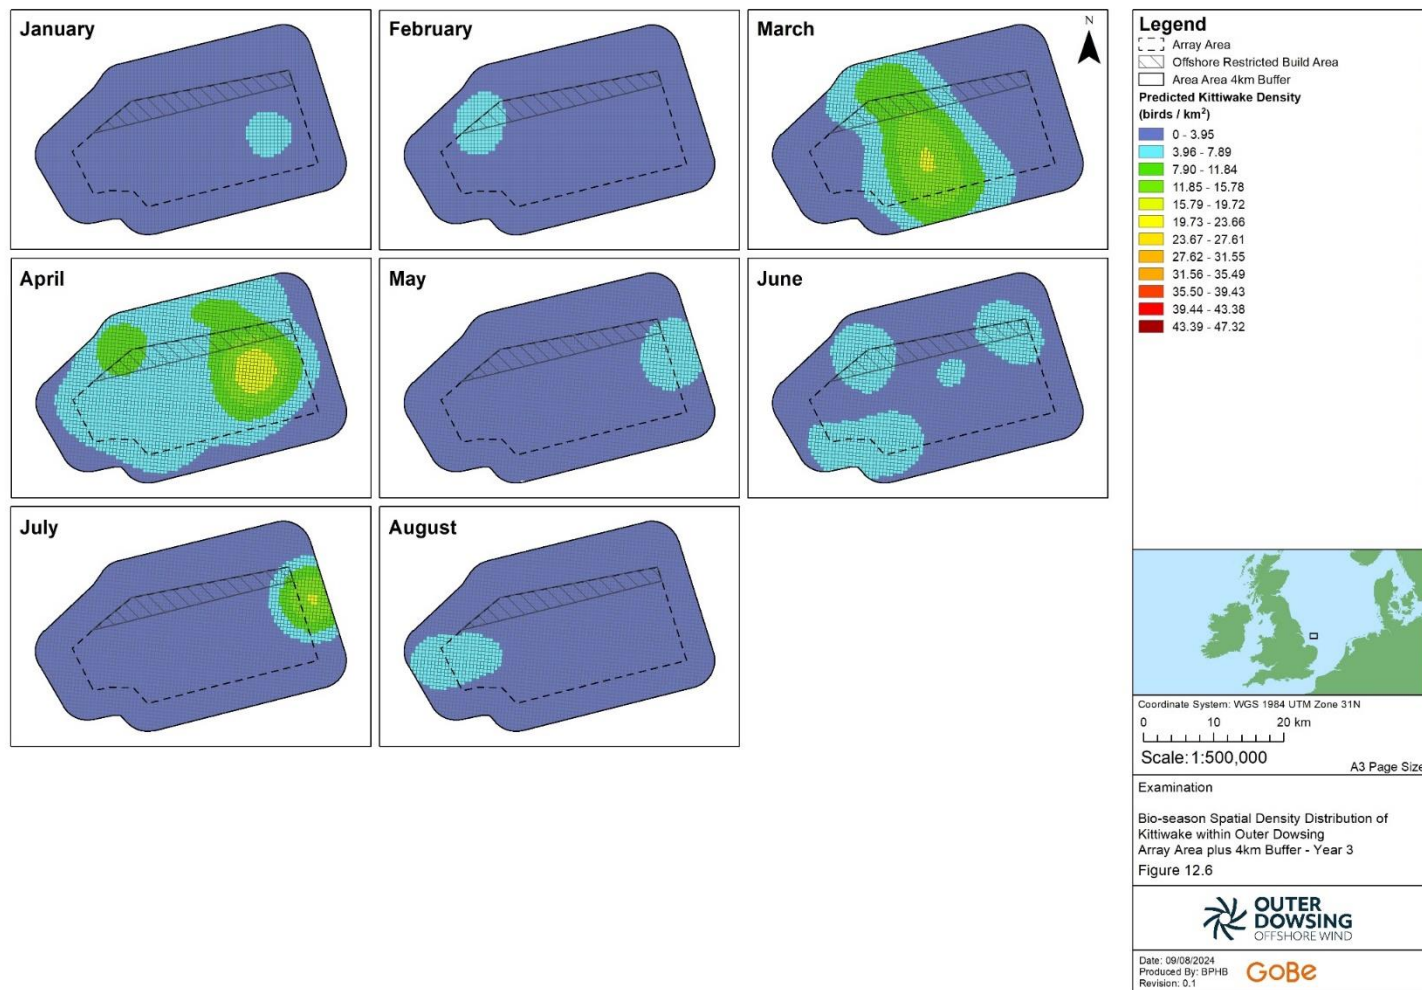 January
February
March
N
April
May
June
July
August
Legend
Array Area
Offshore Restricted Build Area
Area Area 4km Buffer
Predicted Kittiwake Density
(birds / km²)
0 - 3.95
3.96 - 7.89
7.90 - 11.84
11.85 - 15.78
15.79 - 19.72
19.73 - 23.66
23.67 - 27.61
27.62 - 31.55
31.56 - 35.49
35.50 - 39.43
39.44 - 43.38
43.39 - 47.32
Coordinate System: WGS 1984 UTM Zone 31N
0 10 20 km
Scale: 1:500,000
A3 Page Size
Examination
Bio-season Spatial Density Distribution of
Kittiwake within Outer Dowsing
Array Area plus 4km Buffer - Year 3
Figure 12.6
OUTER
DOWSING
OFFSHORE WIND
Date: 09/08/2024
Produced By: BPHB
Revision: 0.1
GoBe